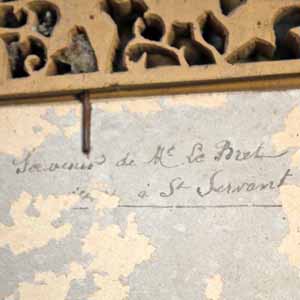 Souvenir de Mr Le Bret
à St Servant